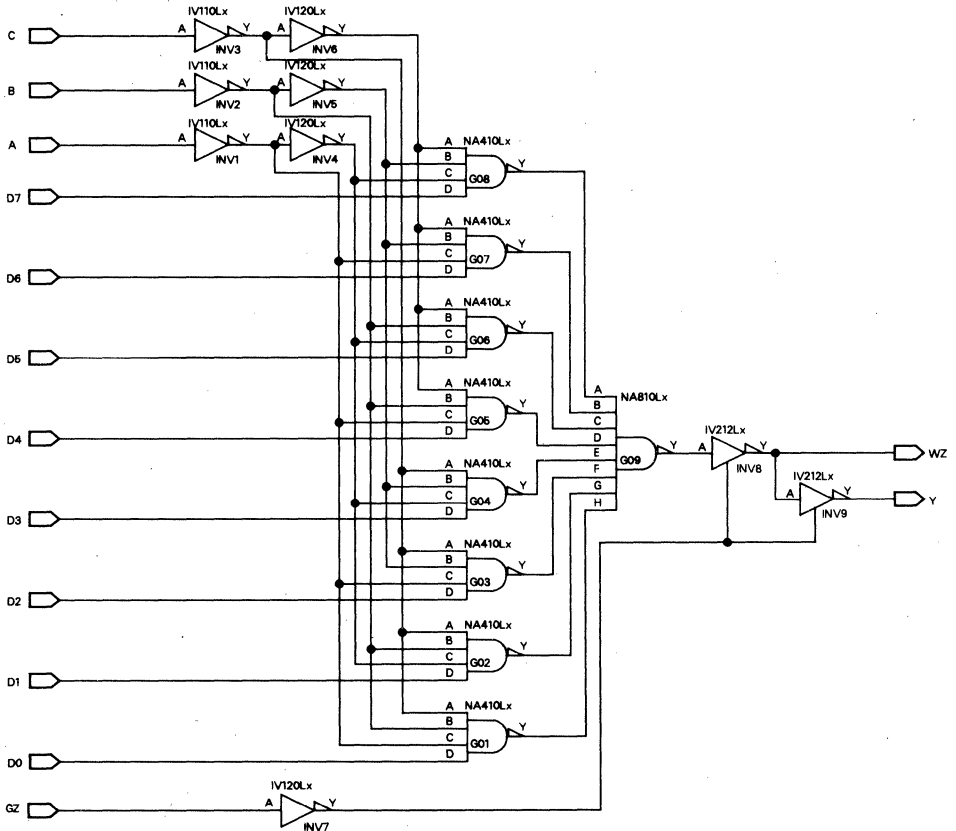 IV110Lx IV120Lx
C A Y A Y
INV3 INV6
IV110Lx IV120Lx
B A Y A Y
INV2 INV5
IV110Lx IV120Lx
A A Y A Y
INV1 INV4
A NA410Lx
B
C G08 Y
D7 D
A NA410Lx
B
C G07 Y
D6 D
A NA410Lx
B
C G06 Y
D5 D
A NA410Lx
B
C G05 Y
D4 D
A NA810Lx
B
C
D
E G09 Y
F
G
H
IV212Lx
A Y WZ
INV8
IV212Lx
A Y Y
INV9
A NA410Lx
B
C G04 Y
D3 D
A NA410Lx
B
C G03 Y
D2 D
A NA410Lx
B
C G02 Y
D1 D
A NA410Lx
B
C G01 Y
D0 D
IV120Lx
GZ A Y
INV7